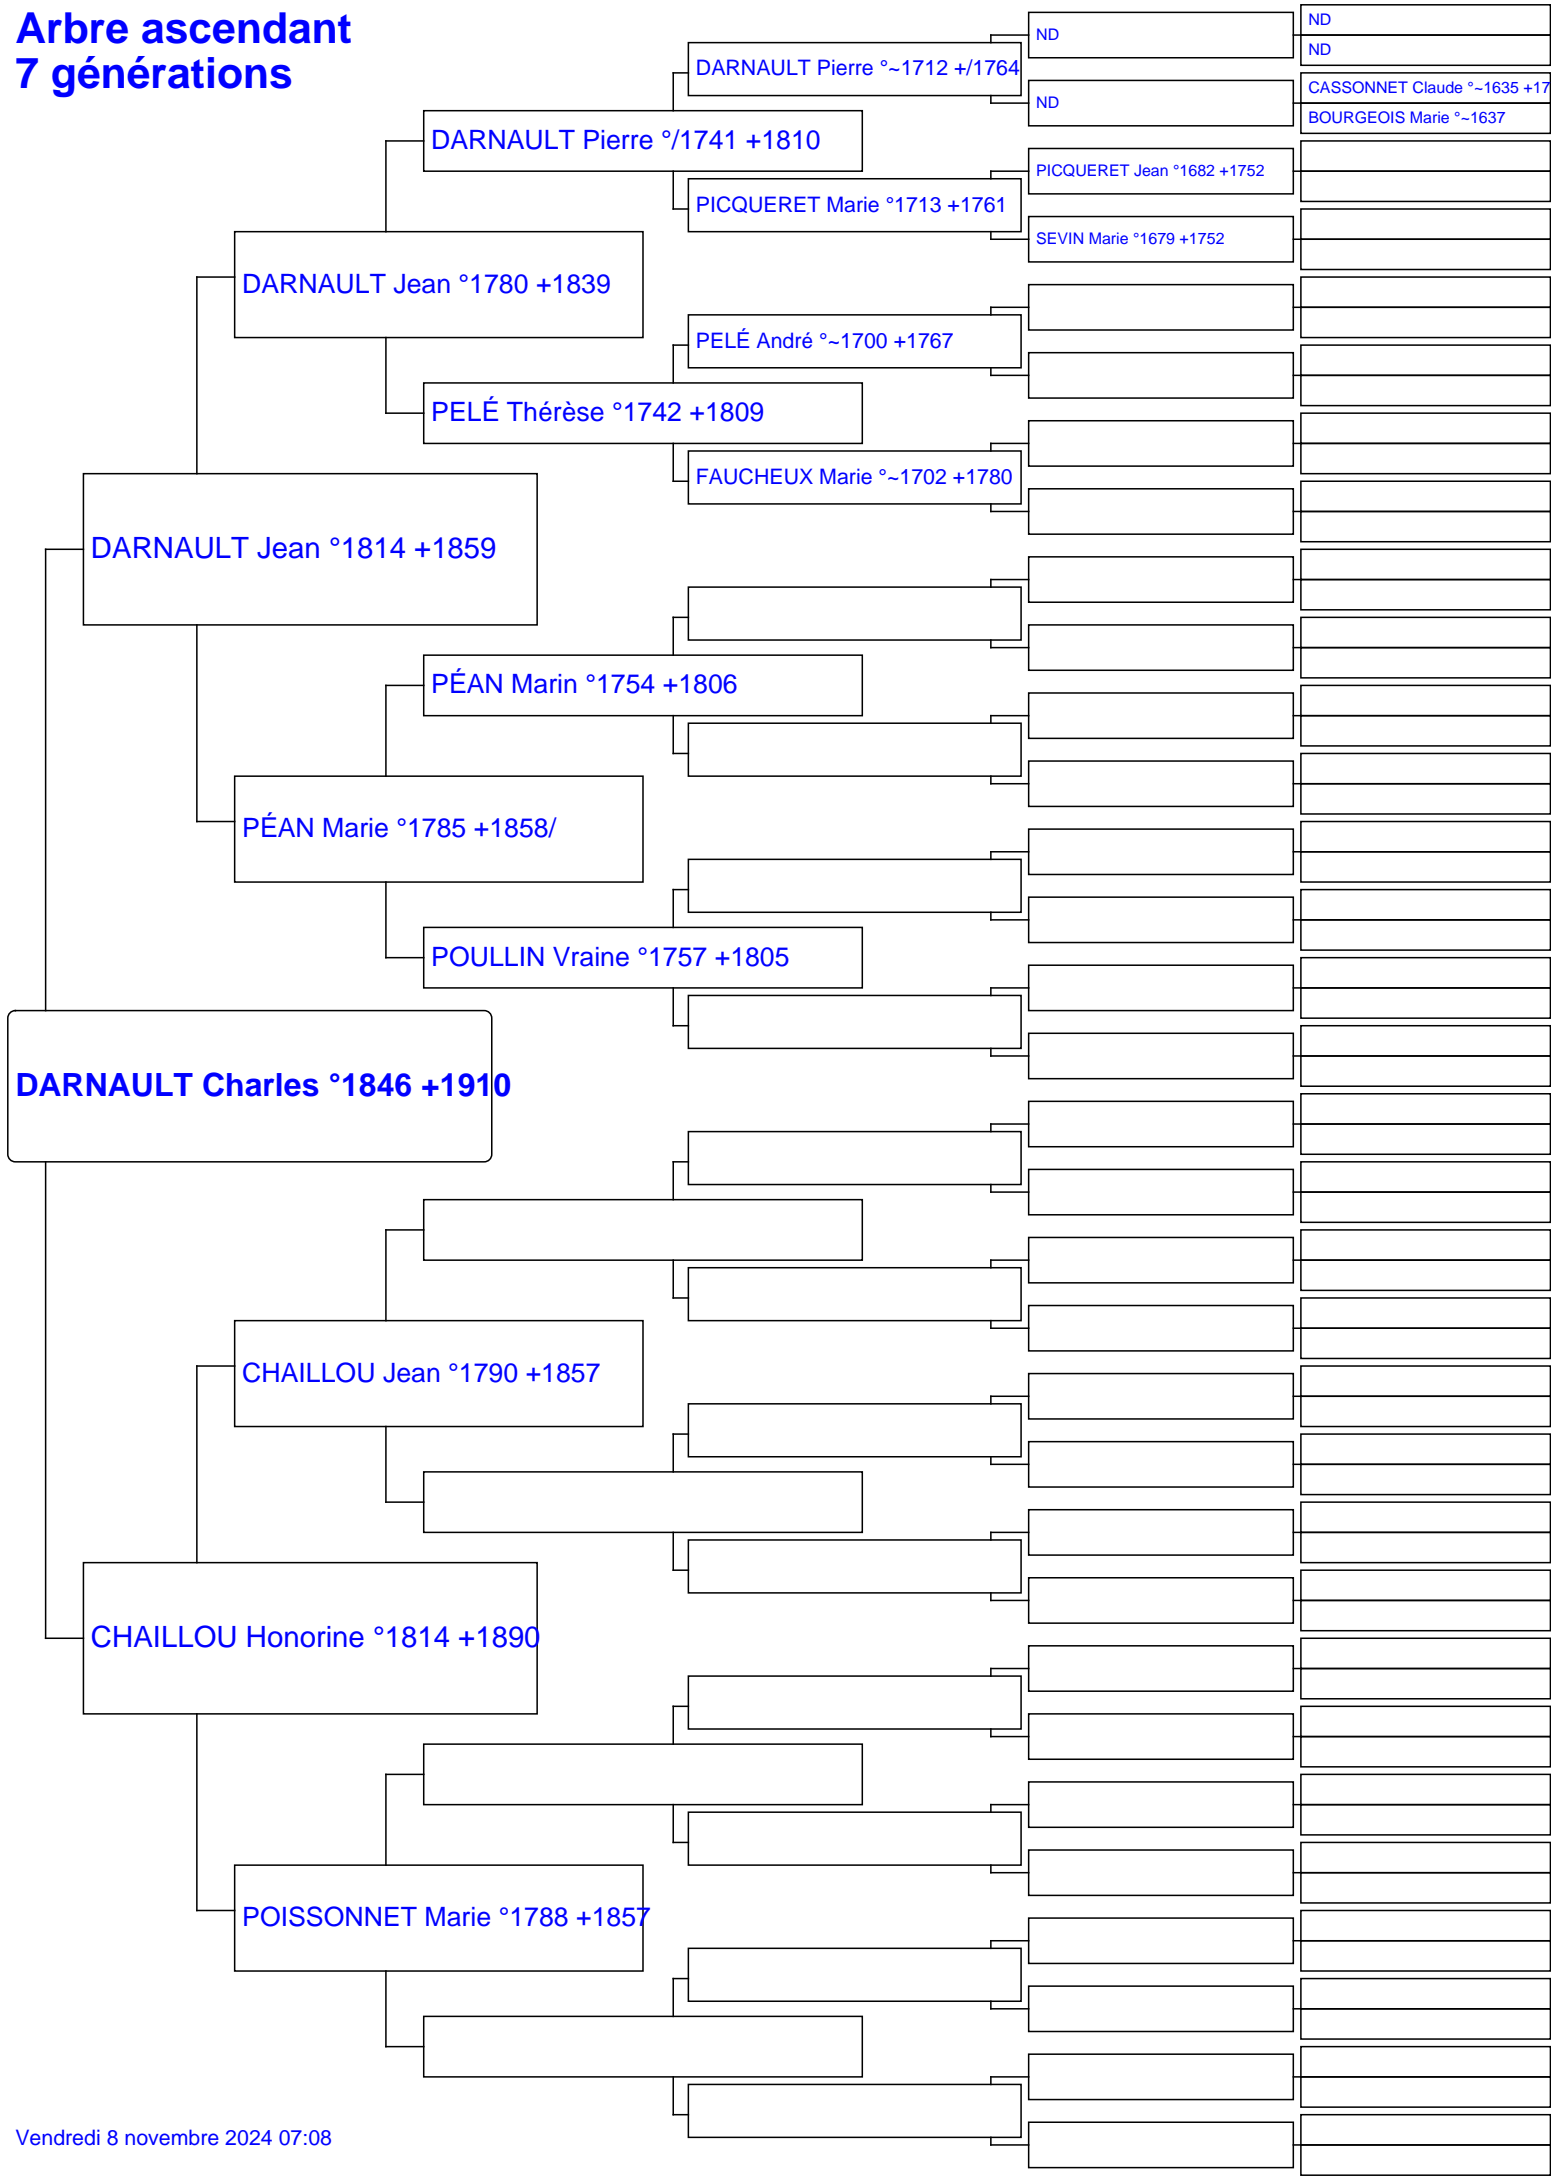 Arbre ascendant
7 générations
ND
ND
ND
ND
DARNAULT Pierre °~1712 +/1764
CASSONNET Claude °~1635 +17
BOURGEOIS Marie °~1637
DARNAULT Pierre °/1741 +1810
PICQUERET Jean °1682 +1752
PICQUERET Marie °1713 +1761
SEVIN Marie °1679 +1752
DARNAULT Jean °1780 +1839
PELÉ André °~1700 +1767
PELÉ Thérèse °1742 +1809
FAUCHEUX Marie °~1702 +1780
DARNAULT Jean °1814 +1859
PÉAN Marin °1754 +1806
PÉAN Marie °1785 +1858/
POULLIN Vraine °1757 +1805
DARNAULT Charles °1846 +1910
CHAILLOU Jean °1790 +1857
CHAILLOU Honorine °1814 +1890
POISSONNET Marie °1788 +1857
Vendredi 8 novembre 2024 07:08